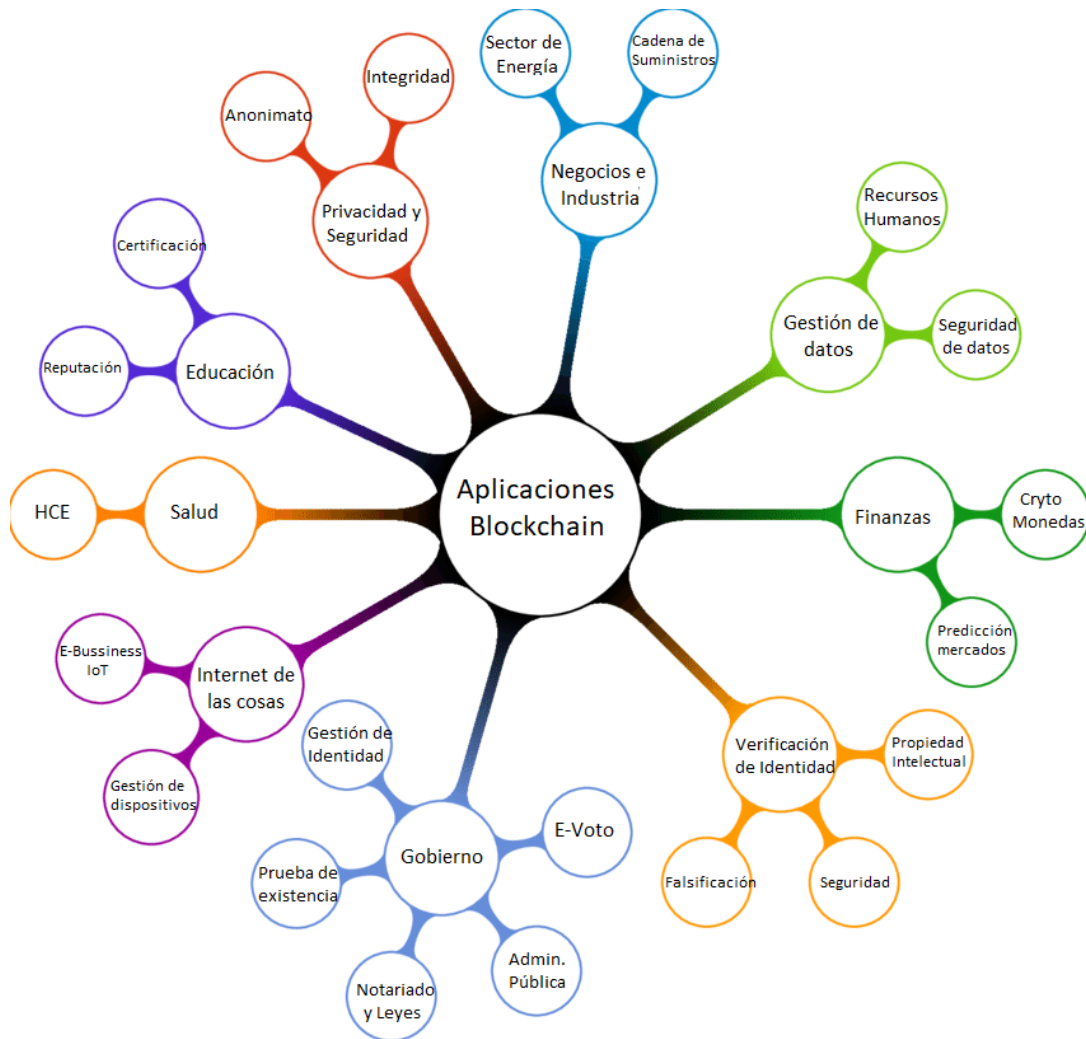 Sector de
Energía
Cadena de
Suministros
Negocios e
Industria
Integridad
Anonimato
Privacidad y
Seguridad
Recursos
Humanos
Gestión de
datos
Seguridad
de datos
Certificación
Reputación
Educación
Aplicaciones
Blockchain
HCE
Salud
Finanzas
Cryto
Monedas
Predicción
mercados
E-Bussiness
IoT
Internet de
las cosas
Gestión de
dispositivos
Verificación
de Identidad
Propiedad
Intelectual
Falsificación
Seguridad
Gestión de
Identidad
Gobierno
E-Voto
Prueba de
existencia
Notariado
y Leyes
Admin.
Pública